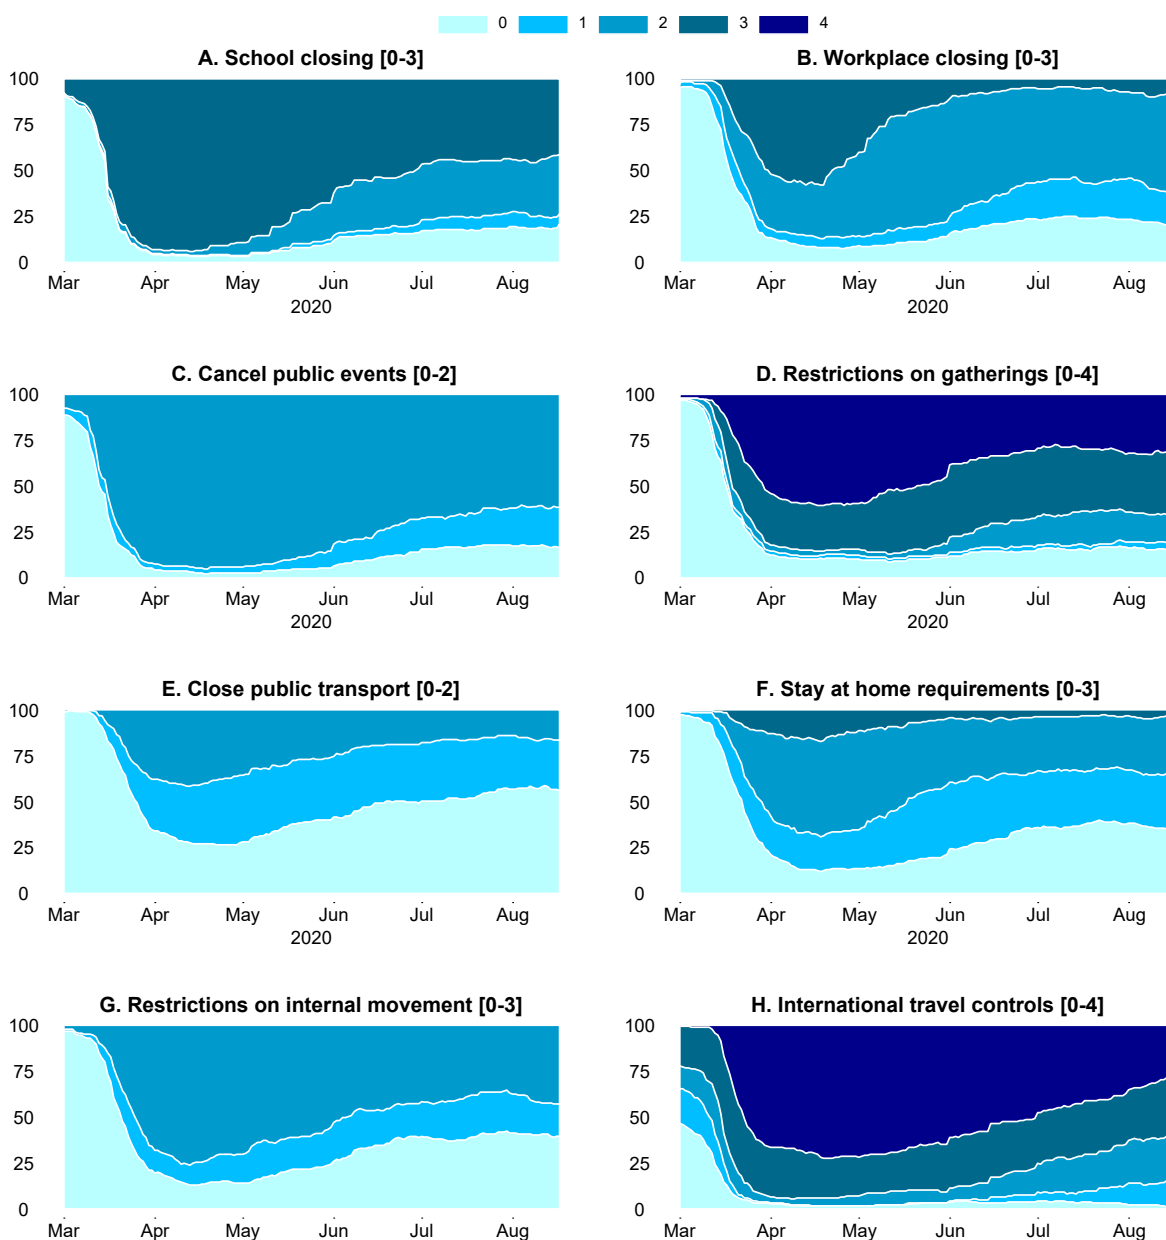 0 1 2 3 4
A. School closing [0-3]
100
75
50
25
0
Mar Apr May Jun Jul Aug
2020
B. Workplace closing [0-3]
100
75
50
25
0
Mar Apr May Jun Jul Aug
2020
C. Cancel public events [0-2]
100
75
50
25
0
Mar Apr May Jun Jul Aug
2020
D. Restrictions on gatherings [0-4]
100
75
50
25
0
Mar Apr May Jun Jul Aug
2020
E. Close public transport [0-2]
100
75
50
25
0
Mar Apr May Jun Jul Aug
2020
F. Stay at home requirements [0-3]
100
75
50
25
0
Mar Apr May Jun Jul Aug
2020
G. Restrictions on internal movement [0-3]
100
75
50
25
0
Mar Apr May Jun Jul Aug
H. International travel controls [0-4]
100
75
50
25
0
Mar Apr May Jun Jul Aug